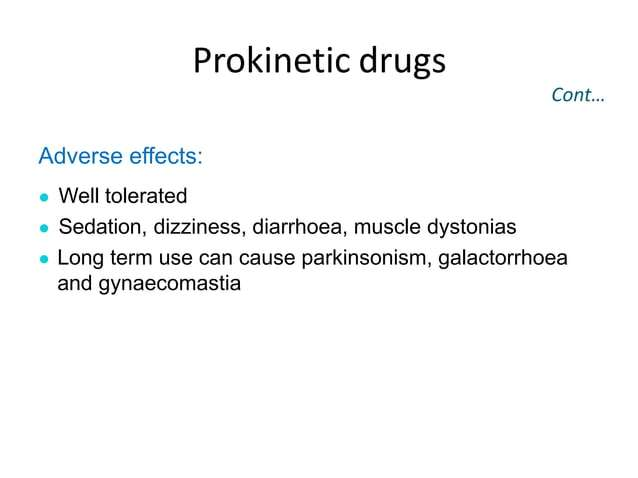 Prokinetic drugs
Cont...
Adverse effects:
● Well tolerated
● Sedation, dizziness, diarrhoea, muscle dystonias
● Long term use can cause parkinsonism, galactorrhoea
and gynaecomastia